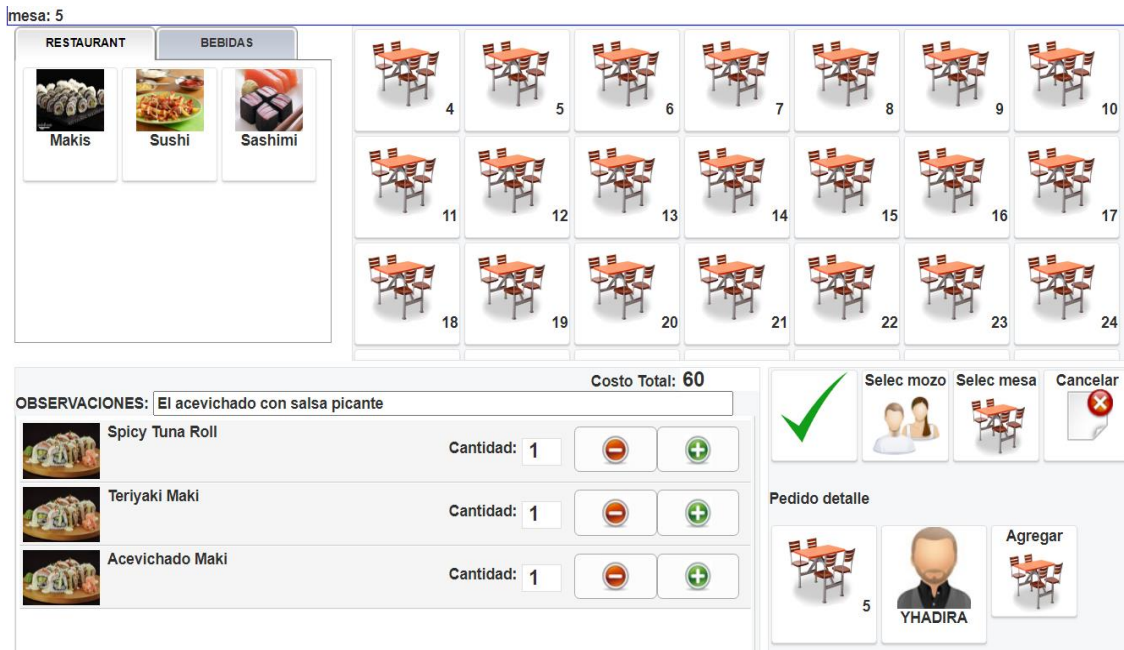 mesa: 5
RESTAURANT BEBIDAS
Makis Sushi Sashimi
4 5 6 7 8 9 10
11 12 13 14 15 16 17
18 19 20 21 22 23 24
Costo Total: 60
OBSERVACIONES: El acevichado con salsa picante
Spicy Tuna Roll
Cantidad: 1
Teriyaki Maki
Cantidad: 1
Acevichado Maki
Cantidad: 1
Selec mozo Selec mesa Cancelar
Pedido detalle
5
YHADIRA
Agregar